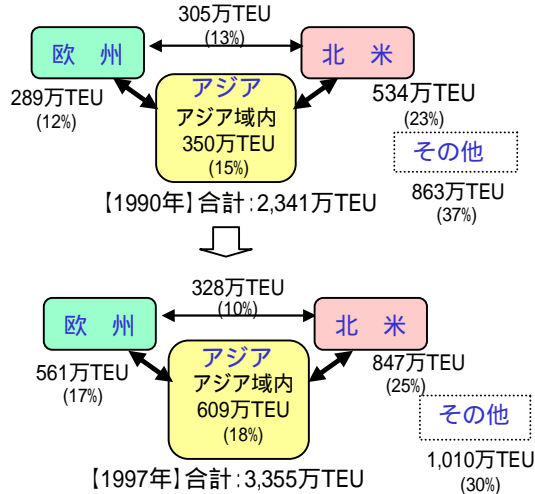 305万TEU
(13%)
欧　州
北　米
289万TEU
(12%)
アジア
アジア域内
350万TEU
(15%)
534万TEU
(23%)
その他
863万TEU
(37%)
【1990年】合計:2,341万TEU
328万TEU
(10%)
欧　州
北　米
561万TEU
(17%)
アジア
アジア域内
609万TEU
(18%)
847万TEU
(25%)
その他
1,010万TEU
(30%)
【1997年】合計:3,355万TEU